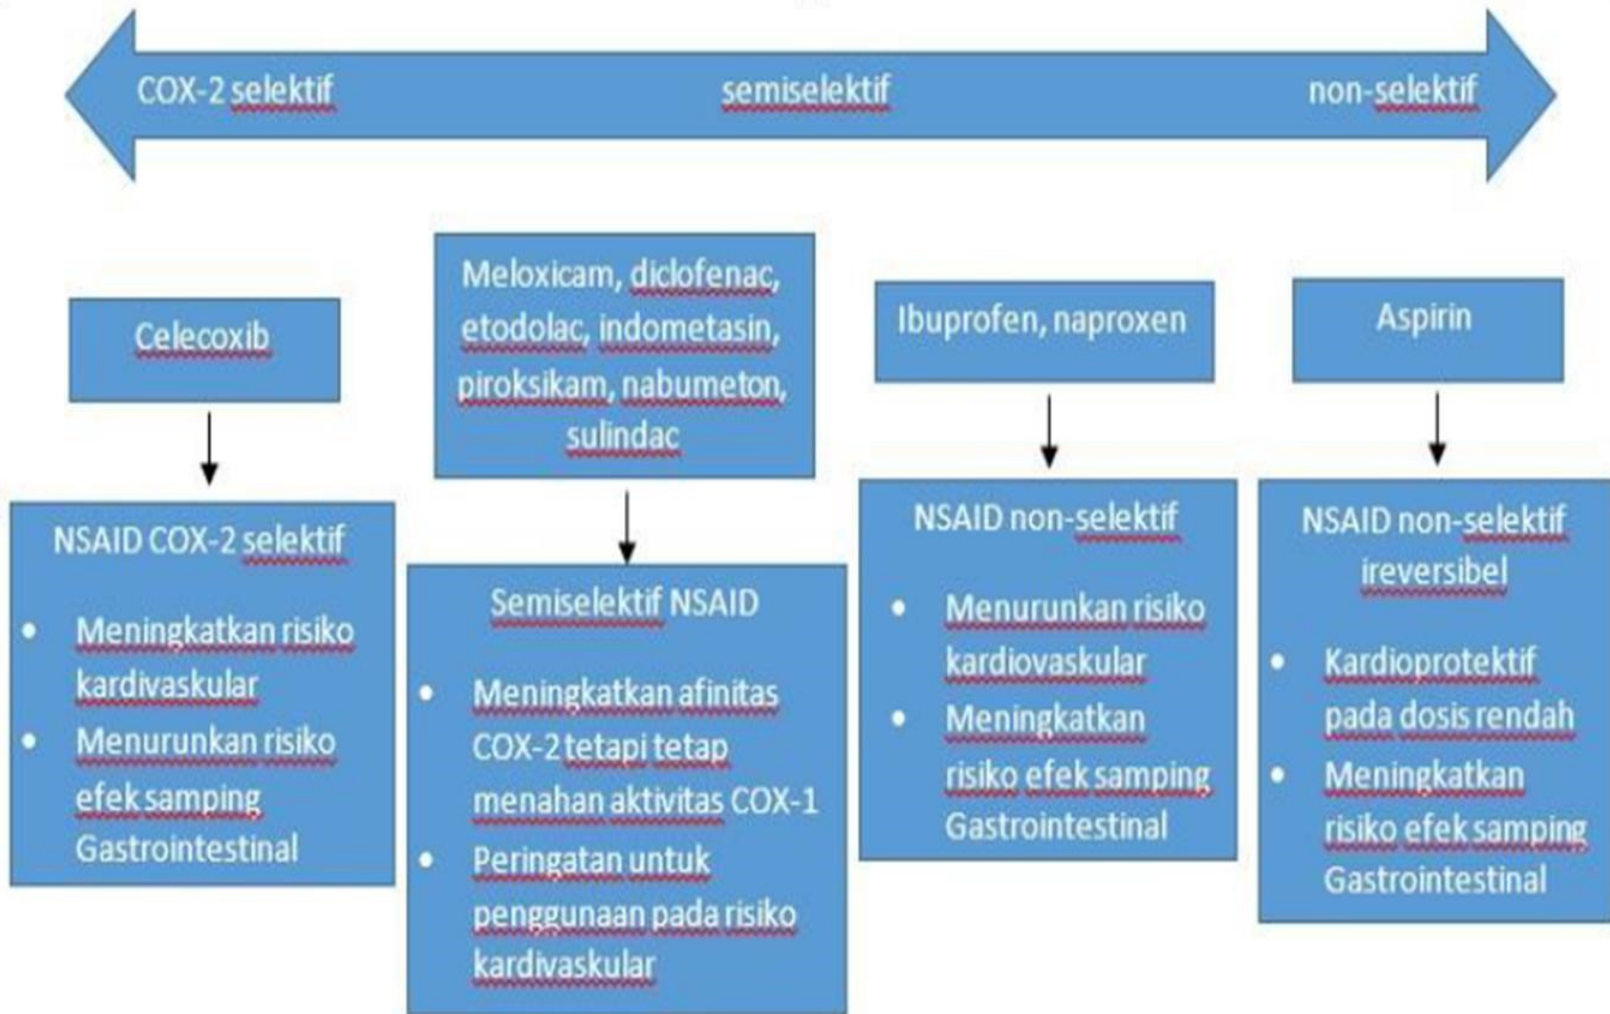 COX-2 selektif
semiselektif
non-selektif
Celecoxib
Meloxicam, diclofenac,
etodolac, indometasin,
piroksikam, nabumeton,
sulindac
Ibuprofen, naproxen
Aspirin
NSAID COX-2 selektif
• Meningkatkan risiko
kardivaskular
• Menurunkan risiko
efek samping
Gastrointestinal
Semiselektif NSAID
• Meningkatkan afinitas
COX-2 tetapi tetap
menahan aktivitas COX-1
• Peringatan untuk
penggunaan pada risiko
kardivaskular
NSAID non-selektif
• Menurunkan risiko
kardiovaskular
• Meningkatkan
risiko efek samping
Gastrointestinal
NSAID non-selektif
ireversibel
• Kardioprotektif
pada dosis rendah
• Meningkatkan
risiko efek samping
Gastrointestinal